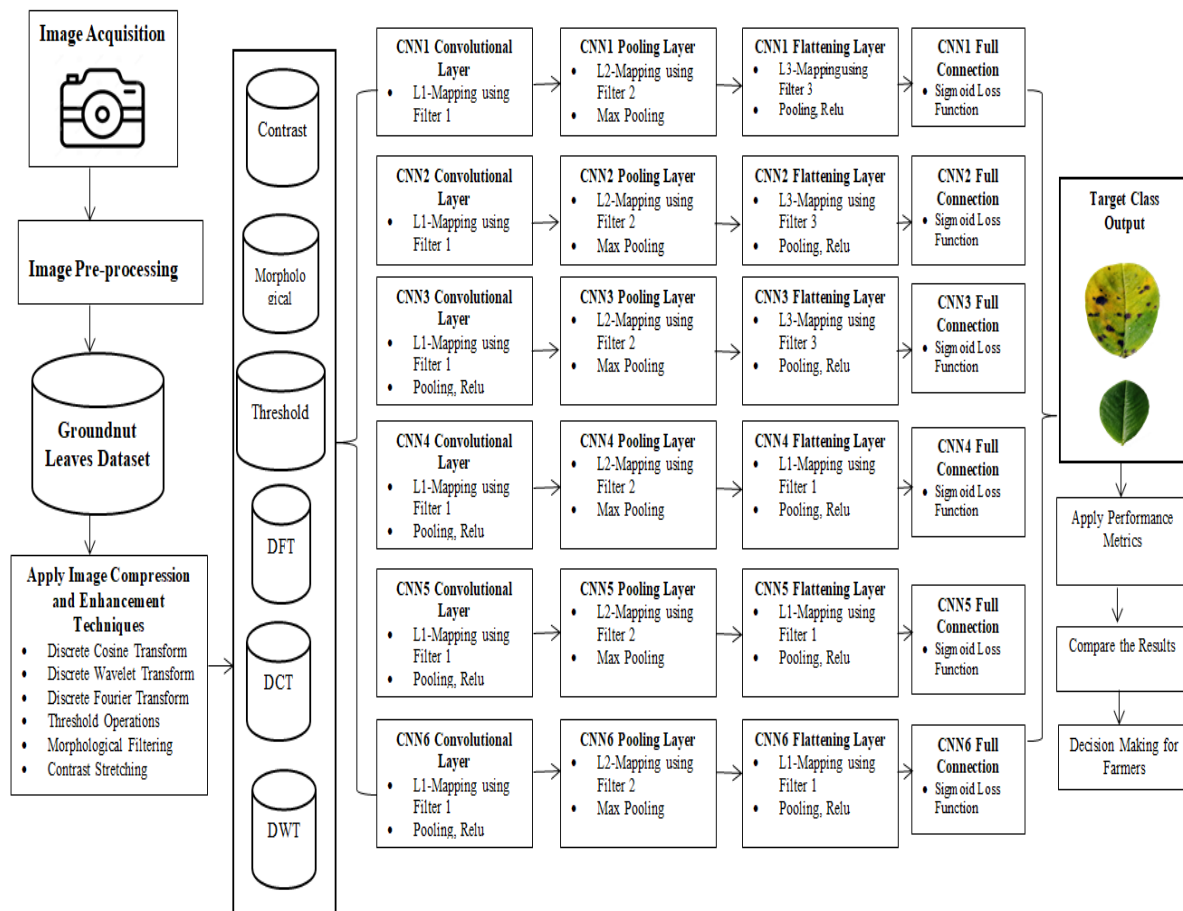 Image Acquisition
Image Pre-processing
Groundnut
Leaves Dataset
Apply Image Compression
and Enhancement
Techniques
• Discrete Cosine Transform
• Discrete Wavelet Transform
• Discrete Fourier Transform
• Threshold Operations
• Morphological Filtering
• Contrast Stretching
Contrast
Morpholo
gical
Threshold
DFT
DCT
DWT
CNN1 Convolutional
Layer
• L1-Mapping using
Filter 1
CNN1 Pooling Layer
• L2-Mapping using
Filter 2
• Max Pooling
CNN1 Flattening Layer
• L3-Mapping using
Filter 3
• Pooling, Relu
CNN1 Full
Connection
• Sigmoid Loss
Function
CNN2 Convolutional
Layer
• L1-Mapping using
Filter 1
CNN2 Pooling Layer
• L2-Mapping using
Filter 2
• Max Pooling
CNN2 Flattening Layer
• L3-Mapping using
Filter 3
• Pooling, Relu
CNN2 Full
Connection
• Sigmoid Loss
Function
CNN3 Convolutional
Layer
• L1-Mapping using
Filter 1
• Pooling, Relu
CNN3 Pooling Layer
• L2-Mapping using
Filter 2
• Max Pooling
CNN3 Flattening Layer
• L3-Mapping using
Filter 3
• Pooling, Relu
CNN3 Full
Connection
• Sigmoid Loss
Function
CNN4 Convolutional
Layer
• L1-Mapping using
Filter 1
• Pooling, Relu
CNN4 Pooling Layer
• L2-Mapping using
Filter 2
• Max Pooling
CNN4 Flattening Layer
• L1-Mapping using
Filter 1
• Pooling, Relu
CNN4 Full
Connection
• Sigmoid Loss
Function
CNN5 Convolutional
Layer
• L1-Mapping using
Filter 1
• Pooling, Relu
CNN5 Pooling Layer
• L2-Mapping using
Filter 2
• Max Pooling
CNN5 Flattening Layer
• L1-Mapping using
Filter 1
• Pooling, Relu
CNN5 Full
Connection
• Sigmoid Loss
Function
CNN6 Convolutional
Layer
• L1-Mapping using
Filter 1
• Pooling, Relu
CNN6 Pooling Layer
• L2-Mapping using
Filter 2
• Max Pooling
CNN6 Flattening Layer
• L1-Mapping using
Filter 1
• Pooling, Relu
CNN6 Full
Connection
• Sigmoid Loss
Function
Target Class
Output
Apply Performance
Metrics
Compare the Results
Decision Making for
Farmers